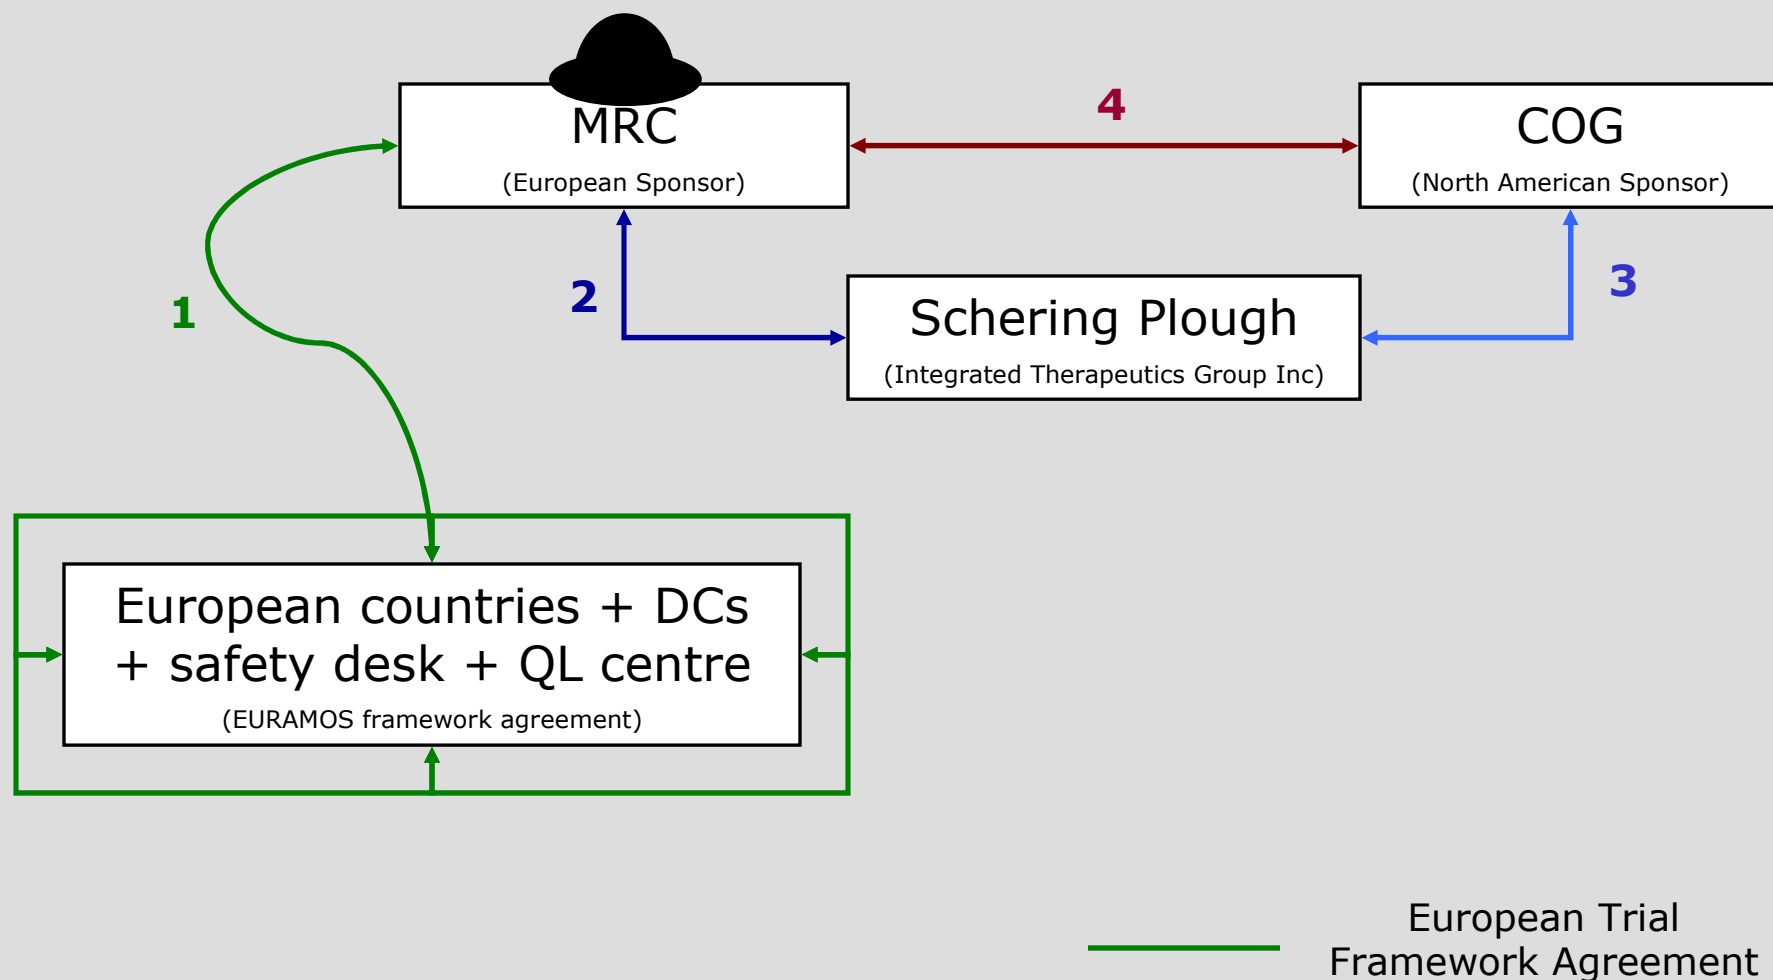 MRC
(European Sponsor)
4
COG
(North American Sponsor)
1
2
Schering Plough
(Integrated Therapeutics Group Inc)
3
European countries + DCs
+ safety desk + QL centre
(EURAMOS framework agreement)
European Trial
Framework Agreement